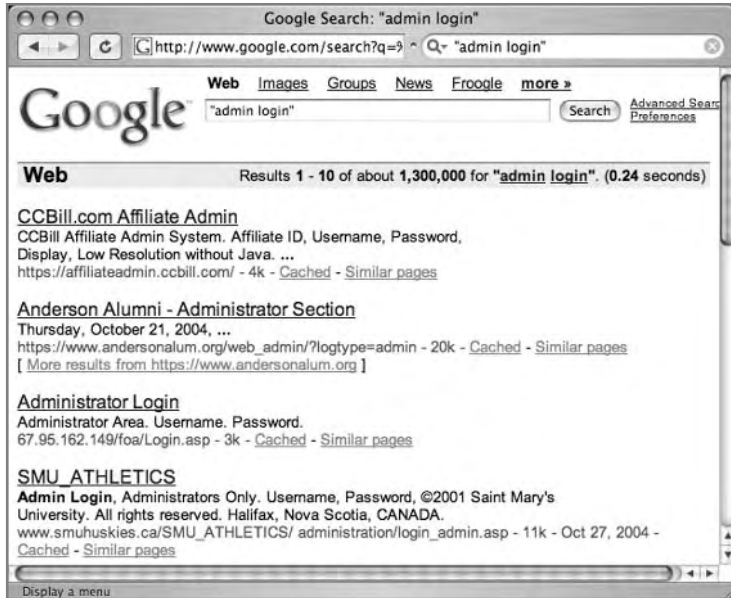 Google Search: "admin login"
http://www.google.com/search?q=% "admin login"
Web Images Groups News Froogle more »
Google
"admin login" Search Advanced Searc
Preferences
Web Results 1 - 10 of about 1,300,000 for "admin login". (0.24 seconds)
CCBill.com Affiliate Admin
CCBill Affiliate Admin System. Affiliate ID, Username, Password,
Display, Low Resolution without Java. ...
https://affiliateadmin.ccbill.com/ - 4k - Cached - Similar pages
Anderson Alumni - Administrator Section
Thursday, October 21, 2004, ...
https://www.andersonalum.org/web_admin/?logtype=admin - 20k - Cached - Similar pages
[ More results from https://www.andersonalum.org ]
Administrator Login
Administrator Area. Username. Password.
67.95.162.149/foa/Login.asp - 3k - Cached - Similar pages
SMU_ATHLETICS
Admin Login, Administrators Only. Username, Password, ©2001 Saint Mary's
University. All rights reserved. Halifax, Nova Scotia, CANADA.
www.smuhuskies.ca/SMU_ATHLETICS/ administration/login_admin.asp - 11k - Oct 27, 2004 -
Cached - Similar pages
Display a menu